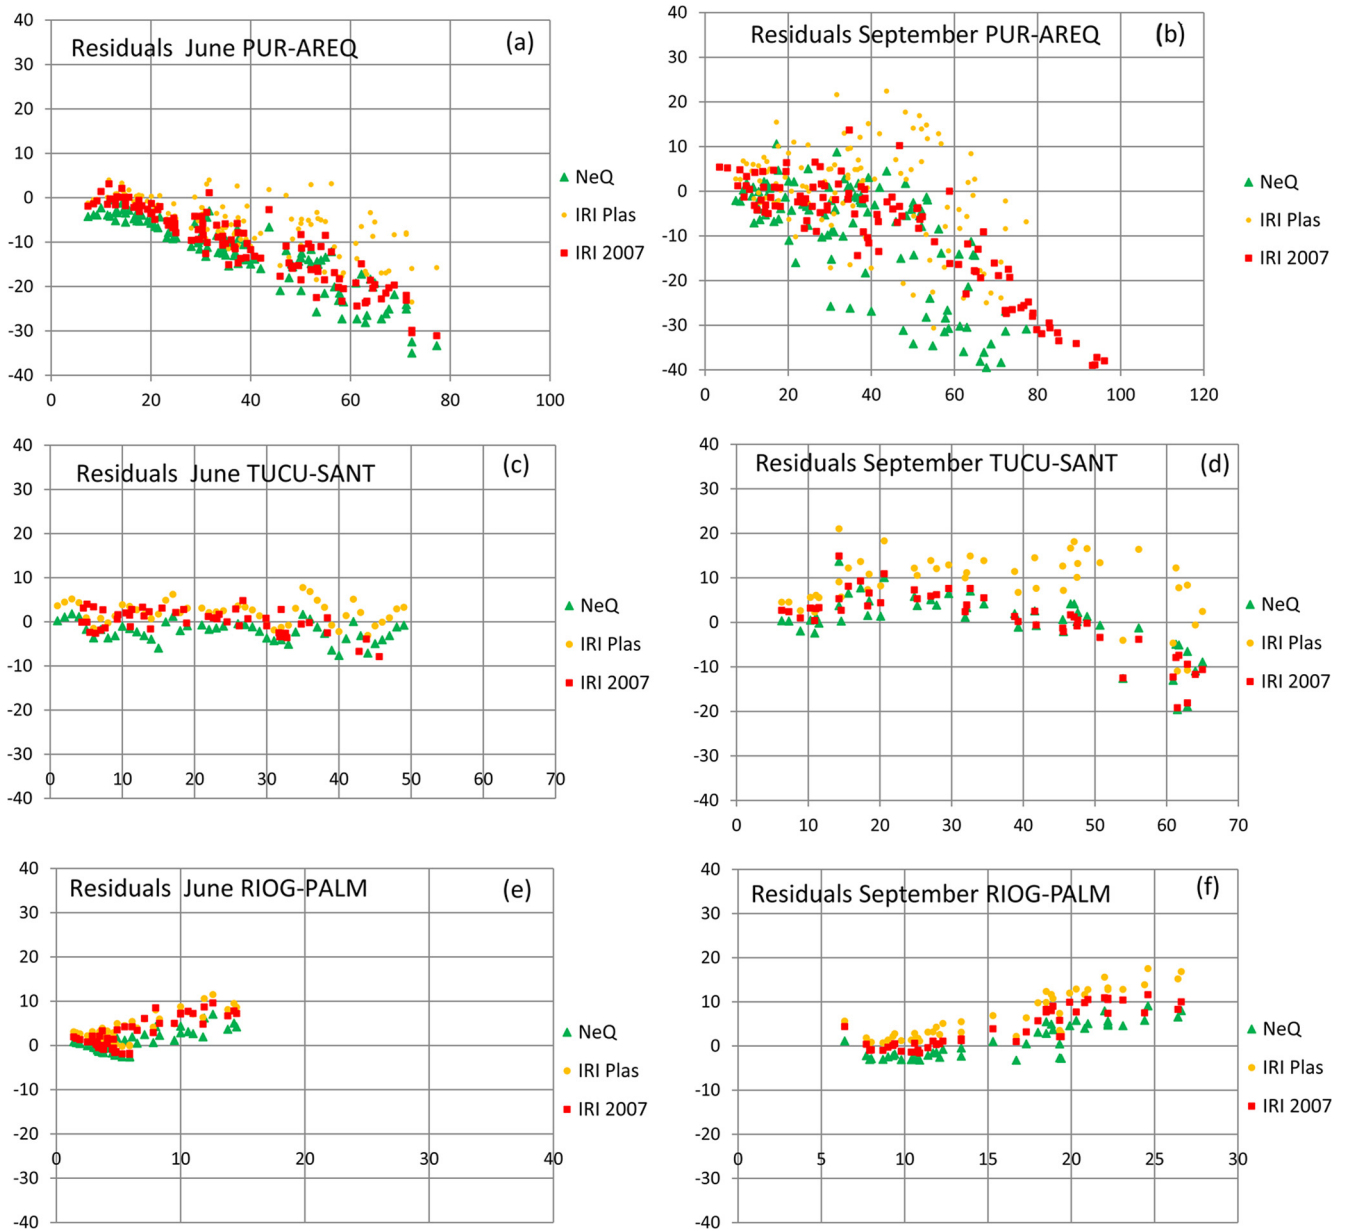 Residuals June PUR-AREQ
(a)
40
30
20
10
0
-10
-20
-30
-40
0 20 40 60 80 100
NeQ
IRI Plas
IRI 2007
Residuals September PUR-AREQ
(b)
40
30
20
10
0
-10
-20
-30
-40
0 20 40 60 80 100 120
NeQ
IRI Plas
IRI 2007
Residuals June TUCU-SANT
(c)
40
30
20
10
0
-10
-20
-30
-40
0 10 20 30 40 50 60 70
NeQ
IRI Plas
IRI 2007
Residuals September TUCU-SANT
(d)
40
30
20
10
0
-10
-20
-30
-40
0 10 20 30 40 50 60 70
NeQ
IRI Plas
IRI 2007
Residuals June RIOG-PALM
(e)
40
30
20
10
0
-10
-20
-30
-40
0 10 20 30 40
NeQ
IRI Plas
IRI 2007
Residuals September RIOG-PALM
(f)
40
30
20
10
0
-10
-20
-30
-40
0 5 10 15 20 25 30
NeQ
IRI Plas
IRI 2007